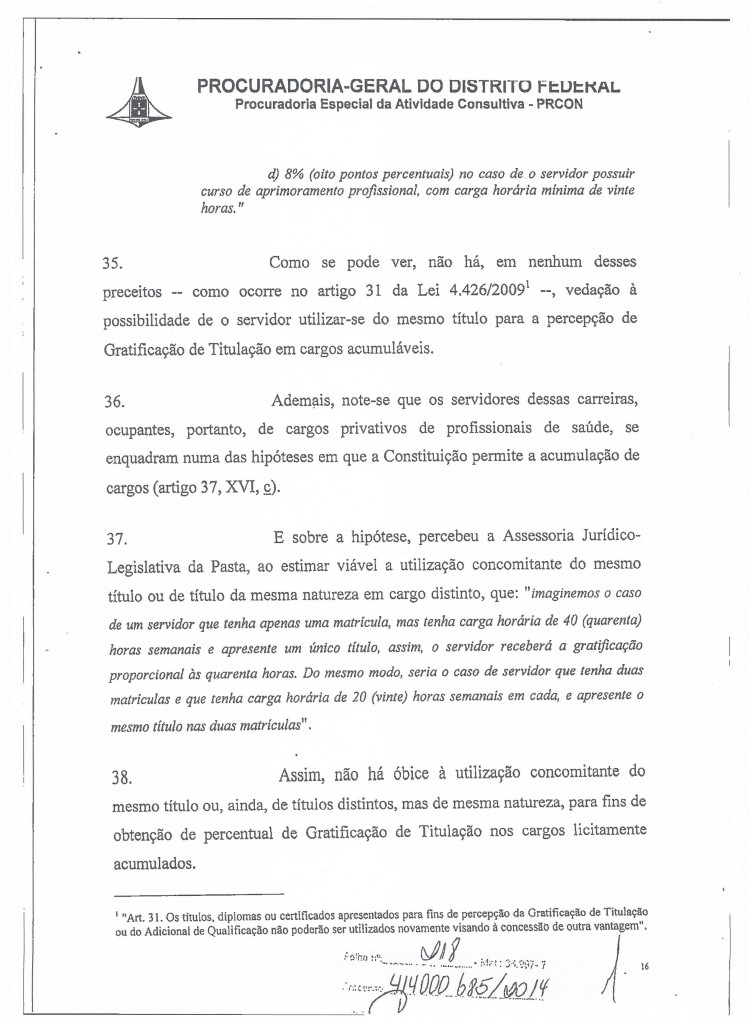 PROCURADORIA-GERAL DO DISTRITO FEDERAL
Procuradoria Especial da Atividade Consultiva - PRCON
d) 8% (oito pontos percentuais) no caso de o servidor possuir
curso de aprimoramento profissional, com carga horária mínima de vinte
horas."
35. Como se pode ver, não há, em nenhum desses
preceitos -- como ocorre no artigo 31 da Lei 4.426/2009¹ --, vedação à
possibilidade de o servidor utilizar-se do mesmo título para a percepção de
Gratificação de Titulação em cargos acumuláveis.
36. Ademais, note-se que os servidores dessas carreiras,
ocupantes, portanto, de cargos privativos de profissionais de saúde, se
enquadram numa das hipóteses em que a Constituição permite a acumulação de
cargos (artigo 37, XVI, c).
37. E sobre a hipótese, percebeu a Assessoria Jurídico-
Legislativa da Pasta, ao estimar viável a utilização concomitante do mesmo
título ou de título da mesma natureza em cargo distinto, que: "imaginemos o caso
de um servidor que tenha apenas uma matrícula, mas tenha carga horária de 40 (quarenta)
horas semanais e apresente um único título, assim, o servidor receberá a gratificação
proporcional às quarenta horas. Do mesmo modo, seria o caso de servidor que tenha duas
matrículas e que tenha carga horária de 20 (vinte) horas semanais em cada, e apresente o
mesmo título nas duas matrículas".
38. Assim, não há óbice à utilização concomitante do
mesmo título ou, ainda, de títulos distintos, mas de mesma natureza, para fins de
obtenção de percentual de Gratificação de Titulação nos cargos licitamente
acumulados.
¹ "Art. 31. Os títulos, diplomas ou certificados apresentados para fins de percepção da Gratificação de Titulação
ou do Adicional de Qualificação não poderão ser utilizados novamente visando à concessão de outra vantagem".
Folha nº 018 - Mat: 34.997-7
16
Processo 414000 685/2014